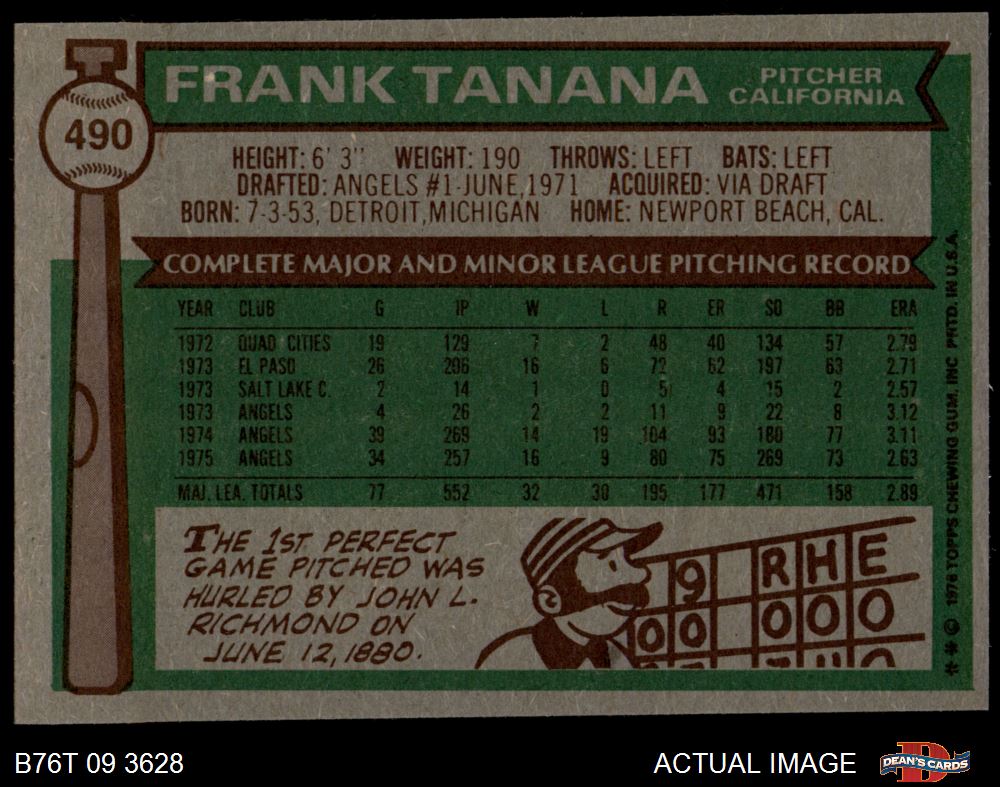 490
FRANK TANANA
PITCHER
CALIFORNIA
HEIGHT: 6' 3" WEIGHT: 190 THROWS: LEFT BATS: LEFT
DRAFTED: ANGELS #1-JUNE, 1971 ACQUIRED: VIA DRAFT
BORN: 7-3-53, DETROIT, MICHIGAN HOME: NEWPORT BEACH, CAL.
COMPLETE MAJOR AND MINOR LEAGUE PITCHING RECORD
YEAR CLUB G IP W L R ER SO BB ERA
1972 QUAD CITIES 19 129 7 2 48 40 134 57 2.79
1973 EL PASO 26 206 16 6 72 62 197 63 2.71
1973 SALT LAKE C. 2 14 1 0 5 4 15 2 2.57
1973 ANGELS 4 26 2 2 11 9 22 8 3.12
1974 ANGELS 39 269 14 19 104 93 180 77 3.11
1975 ANGELS 34 257 16 9 80 75 269 73 2.63
MAJ. LEA. TOTALS 77 552 32 30 195 177 471 158 2.89
THE 1ST PERFECT
GAME PITCHED WAS
HURLED BY JOHN L.
RICHMOND ON
JUNE 12, 1880.
9 R H E
0 0 0 0 0
** © 1976 TOPPS CHEWING GUM, INC PRTD. IN U.S.A.
B76T 09 3628
ACTUAL IMAGE
D
DEAN'S CARDS